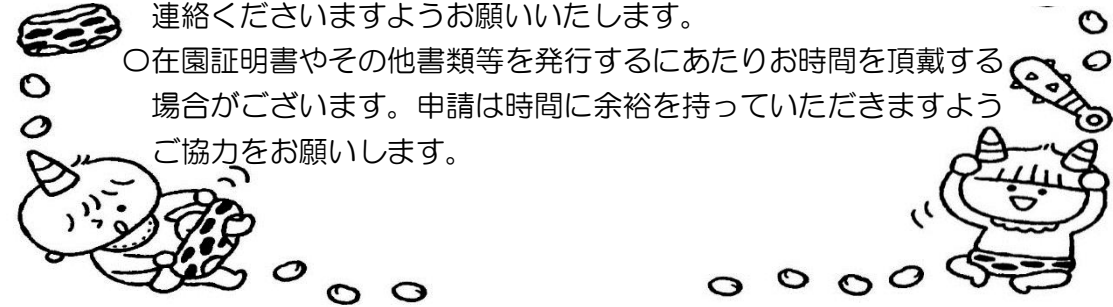 連絡くださいますようお願いいたします。
〇在園証明書やその他書類等を発行するにあたりお時間を頂戴する
場合がございます。申請は時間に余裕を持っていただきますよう
ご協力をお願いします。